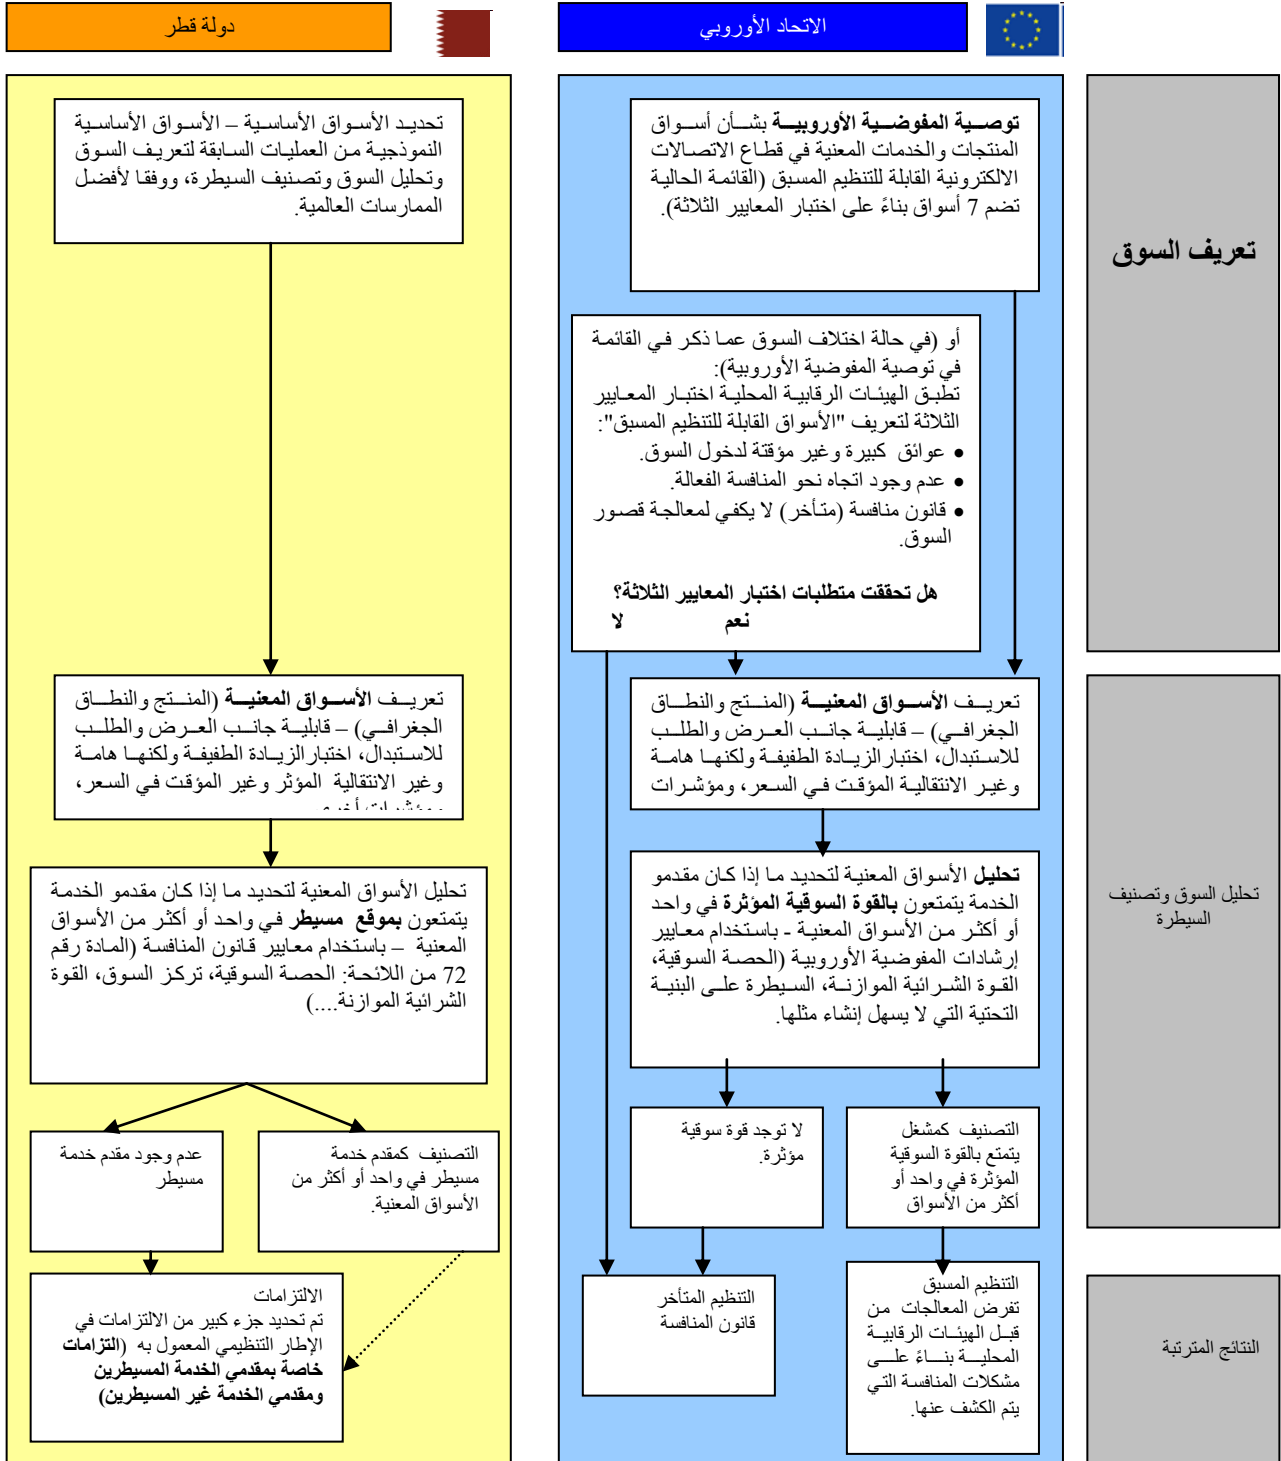 الاتحاد الأوروبي
دولة قطر
تعريف السوق
توصية المفوضية الأوروبية بشأن أسواق
المنتجات والخدمات المعنية في قطاع الاتصالات
الالكترونية القابلة للتنظيم المسبق (القائمة الحالية
تضم 7 أسواق بناءً على اختبار المعايير الثلاثة).
أو (في حالة اختلاف السوق عما ذكر في القائمة
في توصية المفوضية الأوروبية):
تطبق الهيئات الرقابية المحلية اختبار المعايير
الثلاثة لتعريف "الأسواق القابلة للتنظيم المسبق":
• عوائق كبيرة وغير مؤقتة لدخول السوق.
• عدم وجود اتجاه نحو المنافسة الفعالة.
• قانون منافسة (متأخر) لا يكفي لمعالجة قصور
السوق.
هل تحققت متطلبات اختبار المعايير الثلاثة؟
نعم لا
تحديد الأسواق الأساسية – الأسواق الأساسية
النموذجية من العمليات السابقة لتعريف السوق
وتحليل السوق وتصنيف السيطرة، ووفقا لأفضل
الممارسات العالمية.
تحليل السوق وتصنيف
السيطرة
تعريف الأسواق المعنية (المنتج والنطاق
الجغرافي) – قابلية جانب العرض والطلب
للاستبدال، اختبارالزيادة الطفيفة ولكنها هامة
وغير الانتقالية المؤقت في السعر، ومؤشرات
تحليل الأسواق المعنية لتحديد ما إذا كان مقدمو
الخدمة يتمتعون بالقوة السوقية المؤثرة في واحد
أو أكثر من الأسواق المعنية - باستخدام معايير
إرشادات المفوضية الأوروبية (الحصة السوقية،
القوة الشرائية الموازنة، السيطرة على البنية
التحتية التي لا يسهل إنشاء مثلها.
التصنيف كمشغل
يتمتع بالقوة السوقية
المؤثرة في واحد أو
أكثر من الأسواق
لا توجد قوة سوقية
مؤثرة.
تعريف الأسواق المعنية (المنتج والنطاق
الجغرافي) – قابلية جانب العرض والطلب
للاستبدال، اختبارالزيادة الطفيفة ولكنها هامة
وغير الانتقالية المؤثر وغير المؤقت في السعر،
ومؤشرات أخرى
تحليل الأسواق المعنية لتحديد ما إذا كان مقدمو الخدمة
يتمتعون بموقع مسيطر في واحد أو أكثر من الأسواق
المعنية – باستخدام معايير قانون المنافسة (المادة رقم
72 من اللائحة: الحصة السوقية، تركز السوق، القوة
الشرائية الموازنة....)
التصنيف كمقدم خدمة
مسيطر في واحد أو أكثر من
الأسواق المعنية.
عدم وجود مقدم خدمة
مسيطر
النتائج المترتبة
التنظيم المسبق
تفرض المعالجات من
قبل الهيئات الرقابية
المحلية بناءً على
مشكلات المنافسة التي
يتم الكشف عنها.
التنظيم المتأخر
قانون المنافسة
الالتزامات
تم تحديد جزء كبير من الالتزامات في
الإطار التنظيمي المعمول به (التزامات
خاصة بمقدمي الخدمة المسيطرين
ومقدمي الخدمة غير المسيطرين)